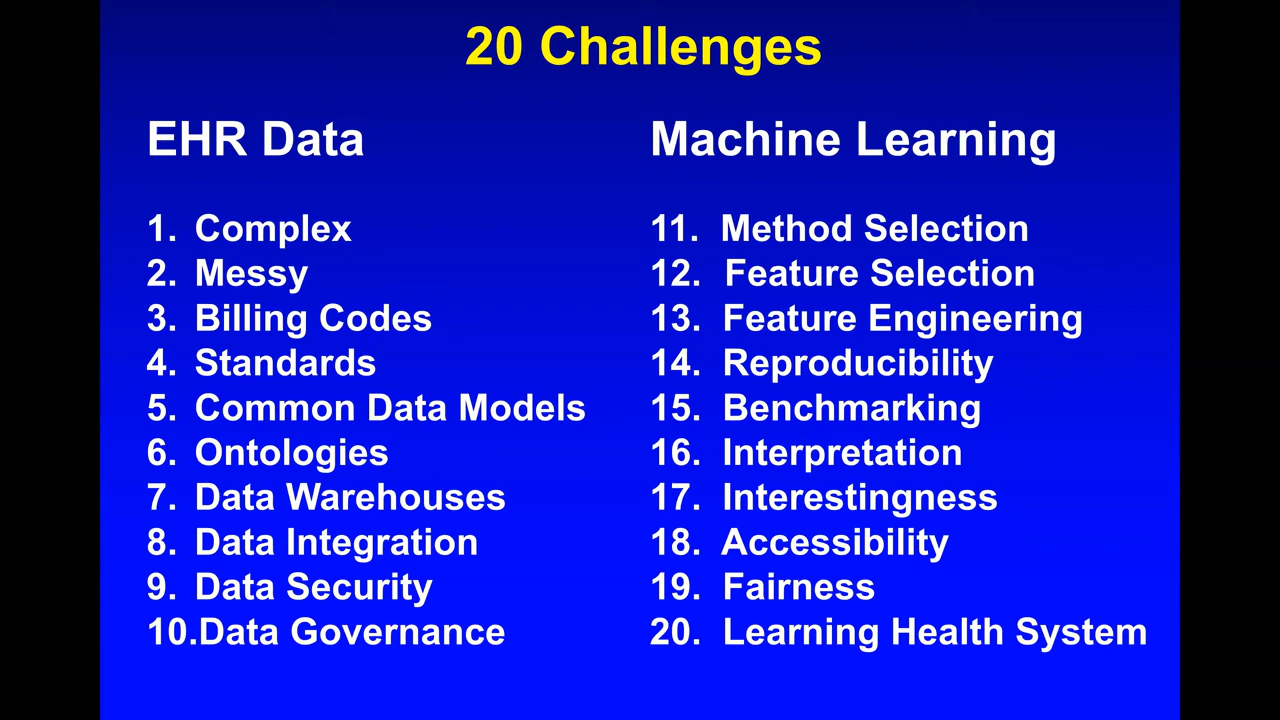 20 Challenges
EHR Data
1. Complex
2. Messy
3. Billing Codes
4. Standards
5. Common Data Models
6. Ontologies
7. Data Warehouses
8. Data Integration
9. Data Security
10.Data Governance
Machine Learning
11. Method Selection
12. Feature Selection
13. Feature Engineering
14. Reproducibility
15. Benchmarking
16. Interpretation
17. Interestingness
18. Accessibility
19. Fairness
20. Learning Health System